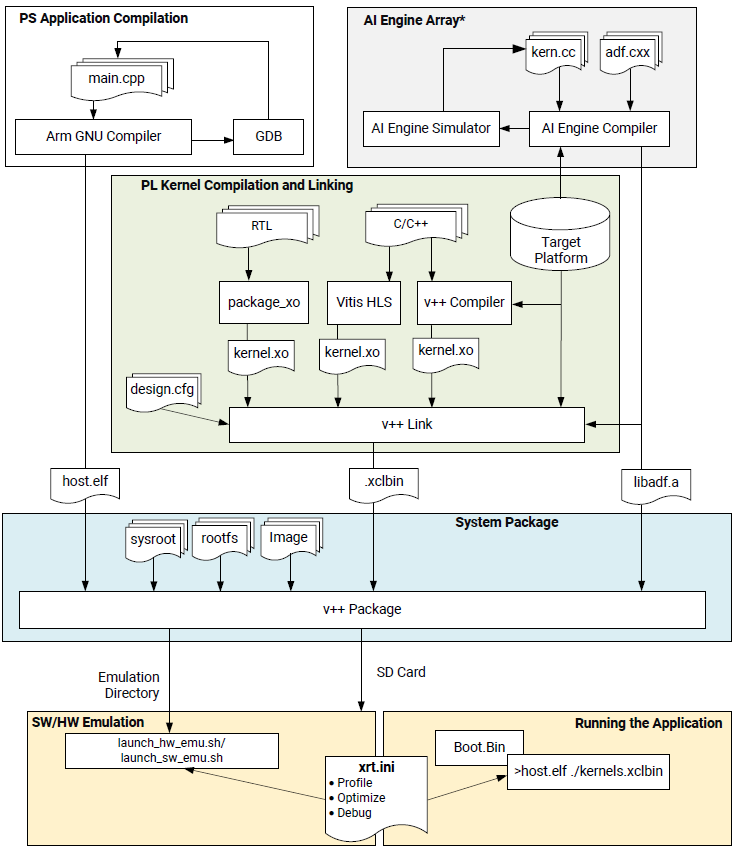 PS Application Compilation
main.cpp
Arm GNU Compiler
GDB
AI Engine Array*
kern.cc
adf.cxx
AI Engine Simulator
AI Engine Compiler
PL Kernel Compilation and Linking
RTL
C/C++
Target
Platform
package_xo
Vitis HLS
v++ Compiler
kernel.xo
kernel.xo
kernel.xo
design.cfg
v++ Link
host.elf
.xclbin
libadf.a
System Package
sysroot
rootfs
Image
v++ Package
Emulation
Directory
SD Card
SW/HW Emulation
launch_hw_emu.sh/
launch_sw_emu.sh
xrt.ini
• Profile
• Optimize
• Debug
Running the Application
Boot.Bin
>host.elf ./kernels.xclbin